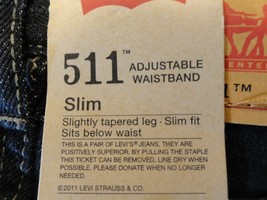 511™ ADJUSTABLE
WAISTBAND
Slim
Slightly tapered leg · Slim fit
Sits below waist
THIS IS A PAIR OF LEVI'S® JEANS, THEY ARE
POSITIVELY SUPERIOR. BY PULLING THE STAPLE
THIS TICKET CAN BE REMOVED. LINE DRY WHEN
POSSIBLE. PLEASE DONATE WHEN NO LONGER
NEEDED.
©2011 LEVI STRAUSS & CO.